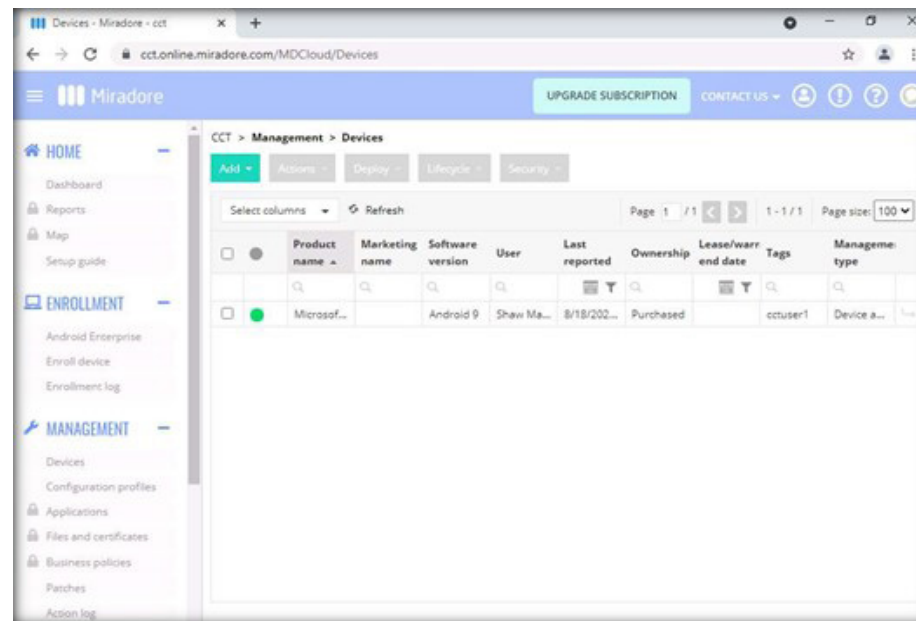 Devices - Miradore - cct
cct.online.miradore.com/MDCloud/Devices
Miradore
UPGRADE SUBSCRIPTION
CONTACT US
HOME
Dashboard
Reports
Map
Setup guide
ENROLLMENT
Android Enterprise
Enroll device
Enrollment log
MANAGEMENT
Devices
Configuration profiles
Applications
Files and certificates
Business policies
Patches
Action log
CCT > Management > Devices
Add Actions Deploy Lifecycle Security
Select columns Refresh Page 1 / 1 1 - 1 / 1 Page size: 100
Product name Marketing name Software version User Last reported Ownership Lease/warr end date Tags Manageme type
Microsof... Android 9 Shaw Ma... 8/18/202... Purchased cctuser1 Device a...